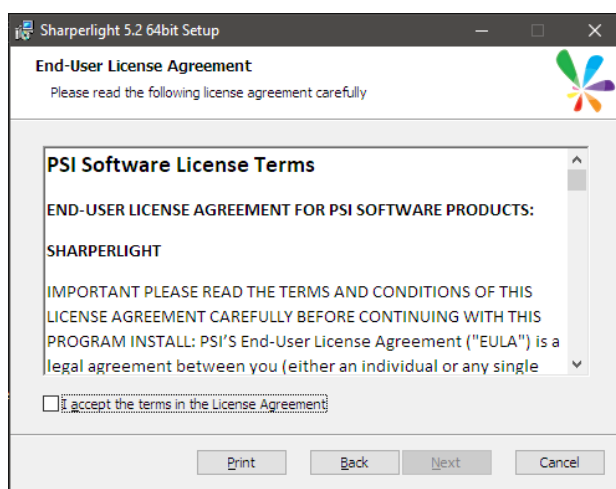 Sharperlight 5.2 64bit Setup
End-User License Agreement
Please read the following license agreement carefully
PSI Software License Terms
END-USER LICENSE AGREEMENT FOR PSI SOFTWARE PRODUCTS:
SHARPERLIGHT
IMPORTANT PLEASE READ THE TERMS AND CONDITIONS OF THIS
LICENSE AGREEMENT CAREFULLY BEFORE CONTINUING WITH THIS
PROGRAM INSTALL: PSI’S End-User License Agreement ("EULA") is a
legal agreement between you (either an individual or any single
I accept the terms in the License Agreement
Print Back Next Cancel